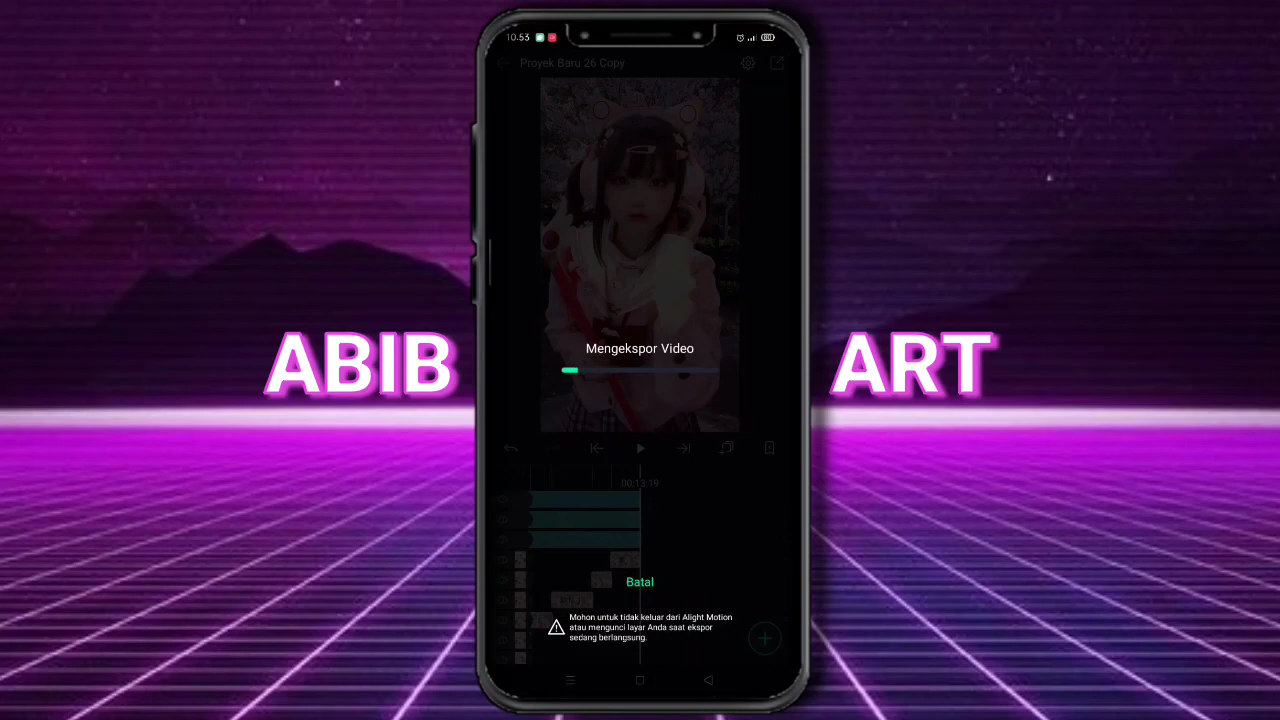 10.53
Proyek Baru 26 Copy
ABIB
ART
Mengekspor Video
00:13:19
Batal
Mohon untuk tidak keluar dari Alight Motion
atau mengunci layar Anda saat ekspor
sedang berlangsung.